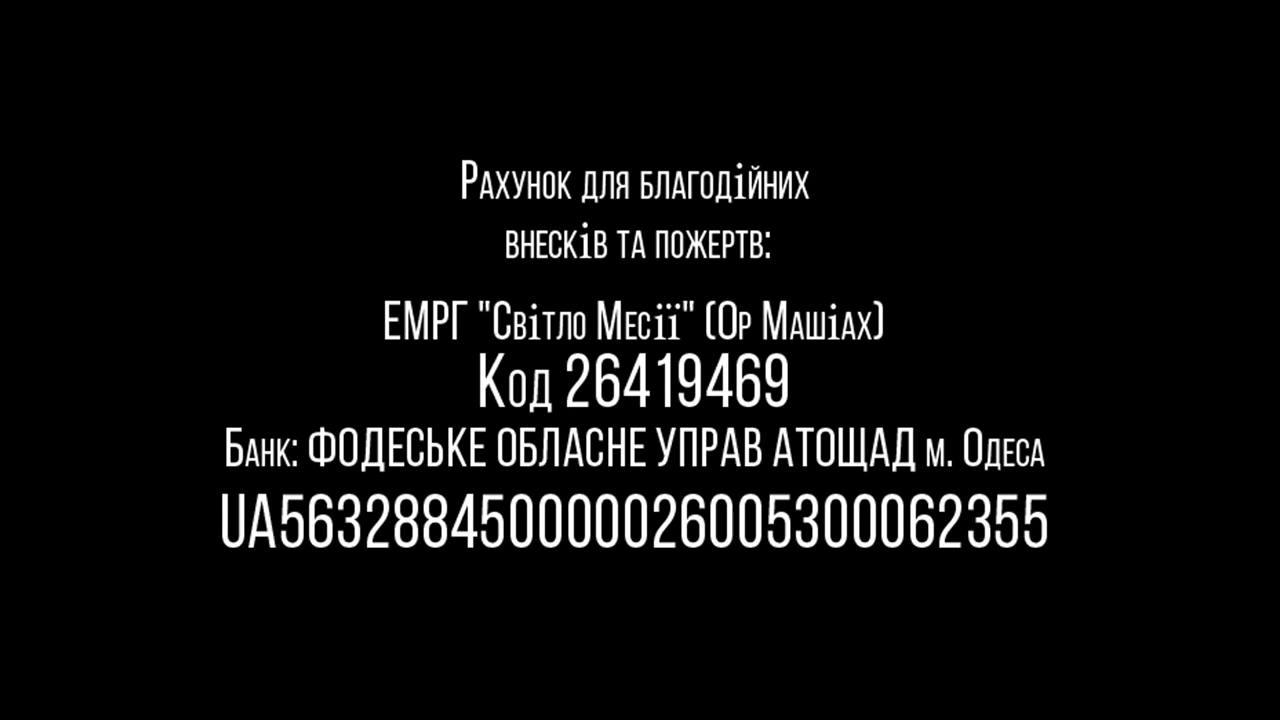 Рахунок для благодійних
внесків та пожертв:
ЕМРГ "Світло Месії" (Ор Машіах)
Код 26419469
Банк: ФОДЕСЬКЕ ОБЛАСНЕ УПРАВ АТОЩАД м. Одеса
UA563288450000026005300062355